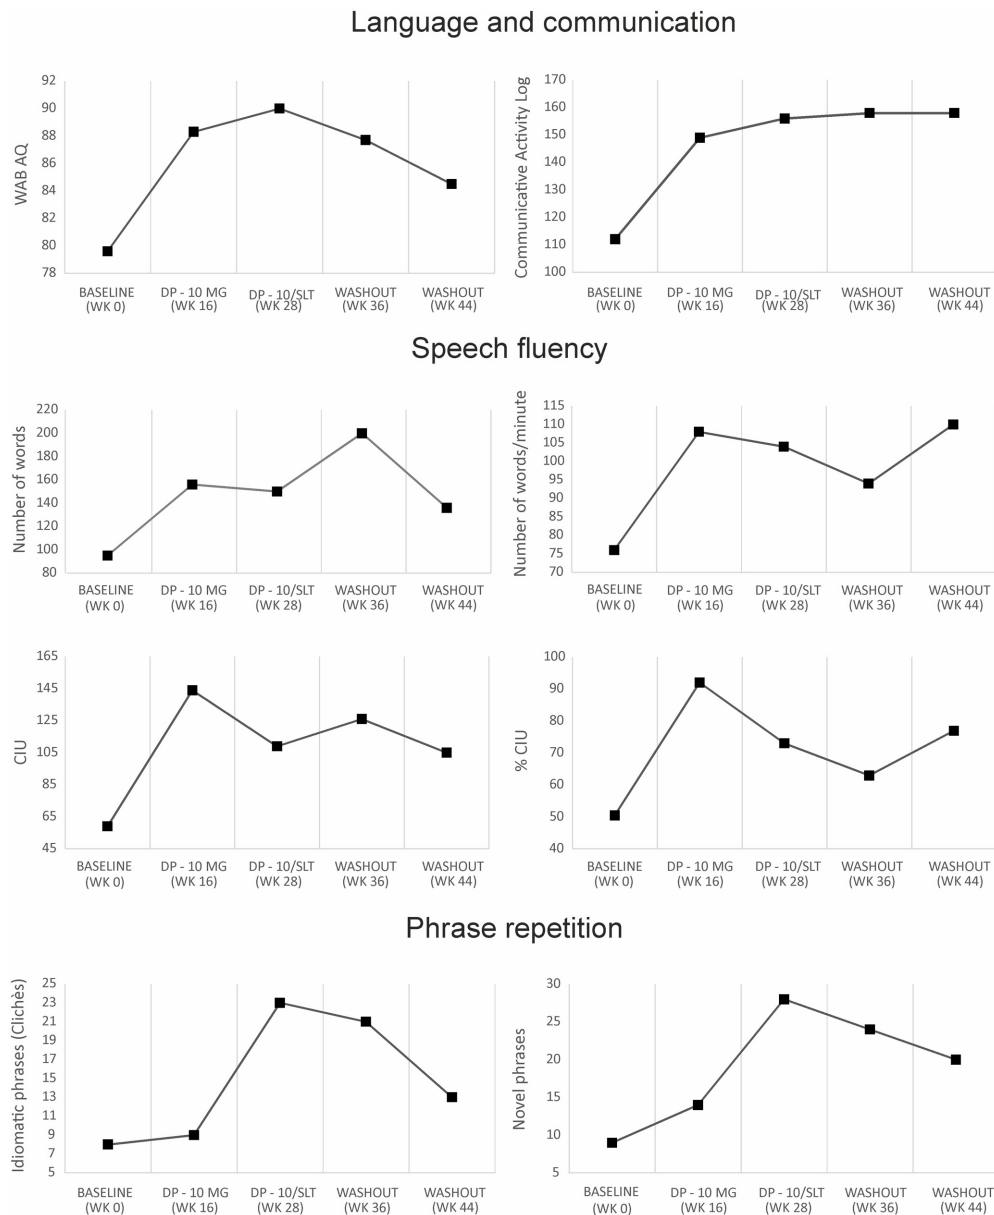 Language and communication
WAB AQ
92
90
88
86
84
82
80
78
BASELINE (WK 0)
DP - 10 MG (WK 16)
DP - 10/SLT (WK 28)
WASHOUT (WK 36)
WASHOUT (WK 44)
Communicative Activity Log
170
160
150
140
130
120
110
100
BASELINE (WK 0)
DP - 10 MG (WK 16)
DP - 10/SLT (WK 28)
WASHOUT (WK 36)
WASHOUT (WK 44)
Speech fluency
Number of words
220
200
180
160
140
120
100
80
BASELINE (WK 0)
DP - 10 MG (WK 16)
DP - 10/SLT (WK 28)
WASHOUT (WK 36)
WASHOUT (WK 44)
Number of words/minute
115
110
105
100
95
90
85
80
75
70
BASELINE (WK 0)
DP - 10 MG (WK 16)
DP - 10/SLT (WK 28)
WASHOUT (WK 36)
WASHOUT (WK 44)
CIU
165
145
125
105
85
65
45
BASELINE (WK 0)
DP - 10 MG (WK 16)
DP - 10/SLT (WK 28)
WASHOUT (WK 36)
WASHOUT (WK 44)
% CIU
100
90
80
70
60
50
40
BASELINE (WK 0)
DP - 10 MG (WK 16)
DP - 10/SLT (WK 28)
WASHOUT (WK 36)
WASHOUT (WK 44)
Phrase repetition
Idiomatic phrases (Clichès)
25
23
21
19
17
15
13
11
9
7
5
BASELINE (WK 0)
DP - 10 MG (WK 16)
DP - 10/SLT (WK 28)
WASHOUT (WK 36)
WASHOUT (WK 44)
Novel phrases
30
25
20
15
10
5
BASELINE (WK 0)
DP - 10 MG (WK 16)
DP - 10/SLT (WK 28)
WASHOUT (WK 36)
WASHOUT (WK 44)